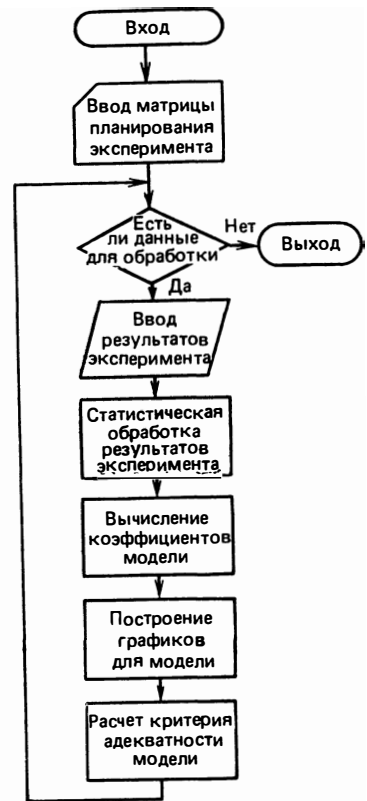 Вход
Ввод матрицы
планирования
эксперимента
Есть
ли данные
для обработки
Нет
Выход
Да
Ввод
результатов
эксперимента
Статистическая
обработка
результатов
эксперимента
Вычисление
коэффициентов
модели
Построение
графиков
для модели
Расчет критерия
адекватности
модели